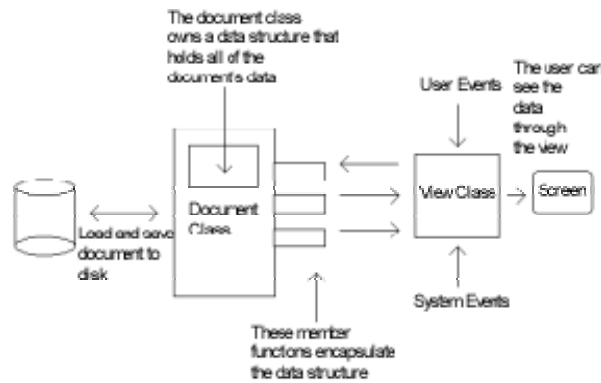 The document class
owns a data structure that
holds all of the
document's data
User Events
The user can
see the
data
through
the view
Document
Class
View Class
Screen
Load and save
document to
disk
System Events
These member
functions encapsulate
the data structure